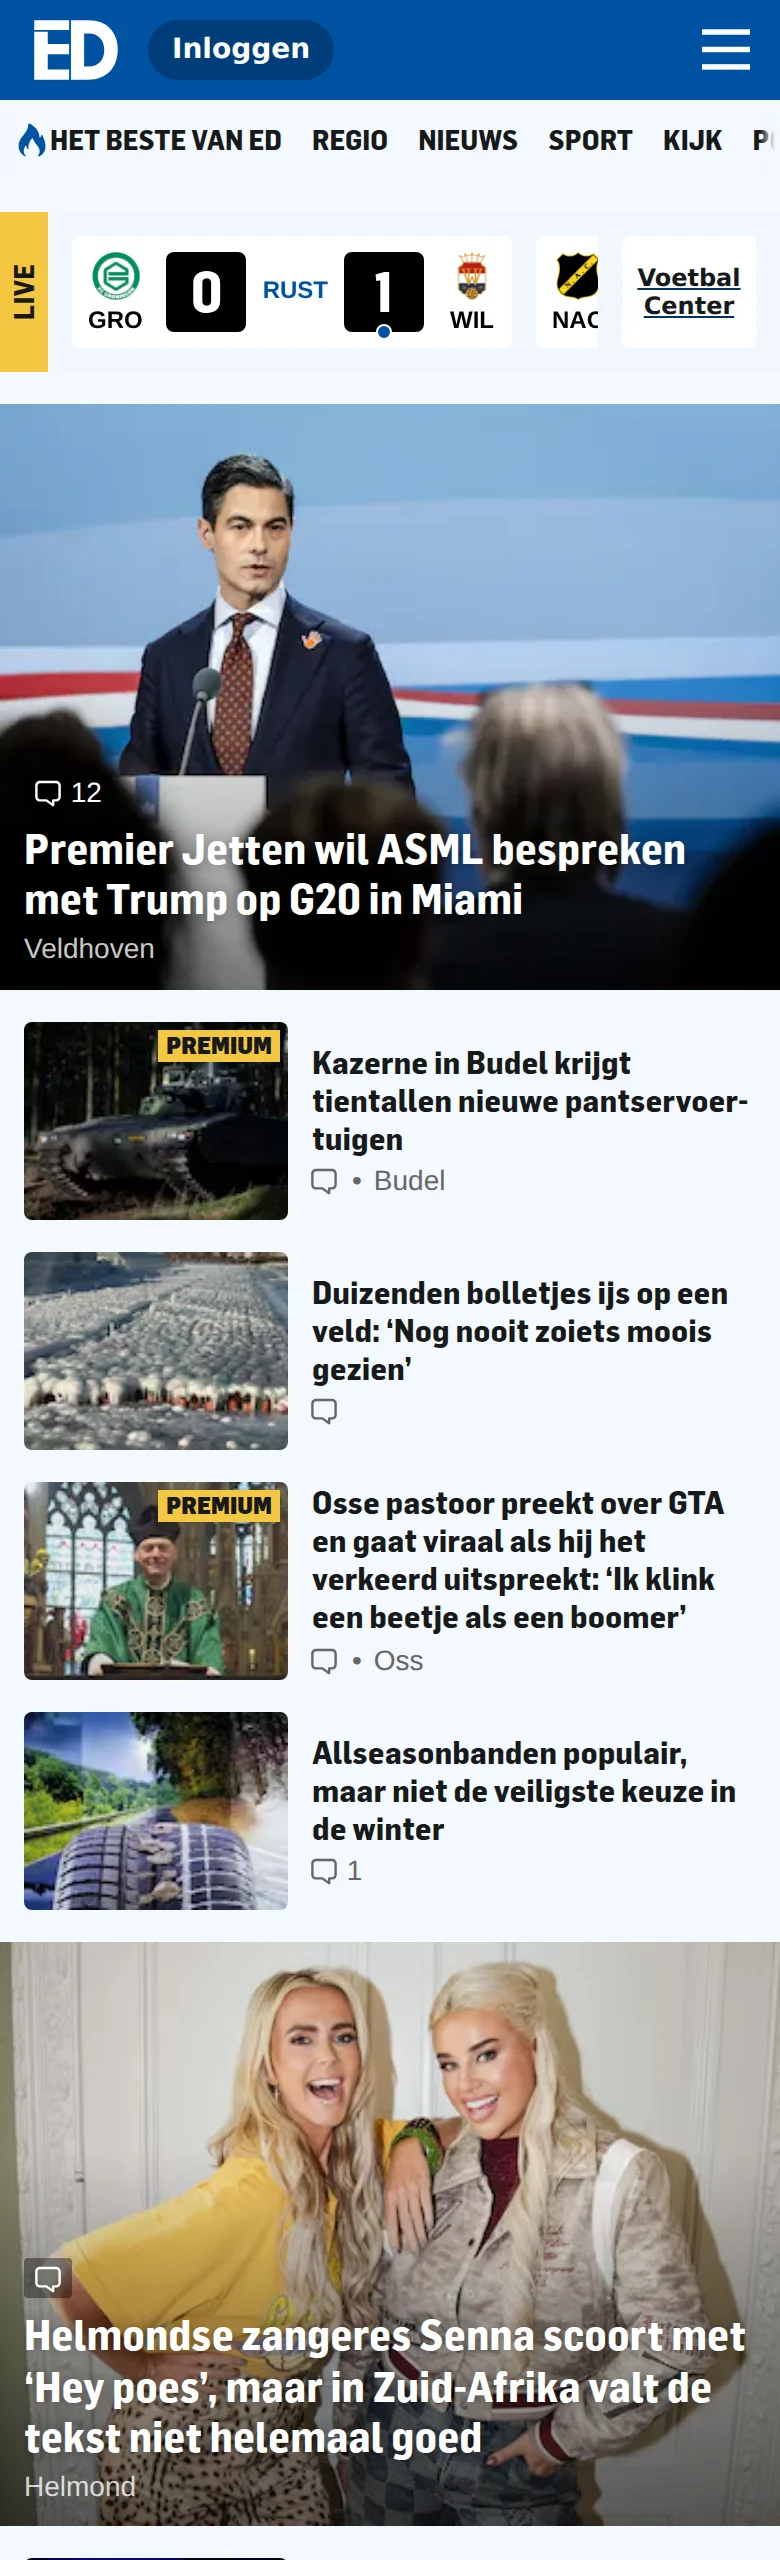 ED
Inloggen
HET BESTE VAN ED REGIO NIEUWS SPORT KIJK
LIVE
GRO 0 RUST 1 WIL
NAC
Voetbal
Center
12
Premier Jetten wil ASML bespreken
met Trump op G20 in Miami
Veldhoven
PREMIUM
Kazerne in Budel krijgt
tientallen nieuwe pantservoer-
tuigen
• Budel
Duizenden bolletjes ijs op een
veld: ‘Nog nooit zoiets moois
gezien’
PREMIUM
Osse pastoor preekt over GTA
en gaat viraal als hij het
verkeerd uitspreekt: ‘Ik klink
een beetje als een boomer’
• Oss
Allseasonbanden populair,
maar niet de veiligste keuze in
de winter
1
Helmondse zangeres Senna scoort met
‘Hey poes’, maar in Zuid-Afrika valt de
tekst niet helemaal goed
Helmond